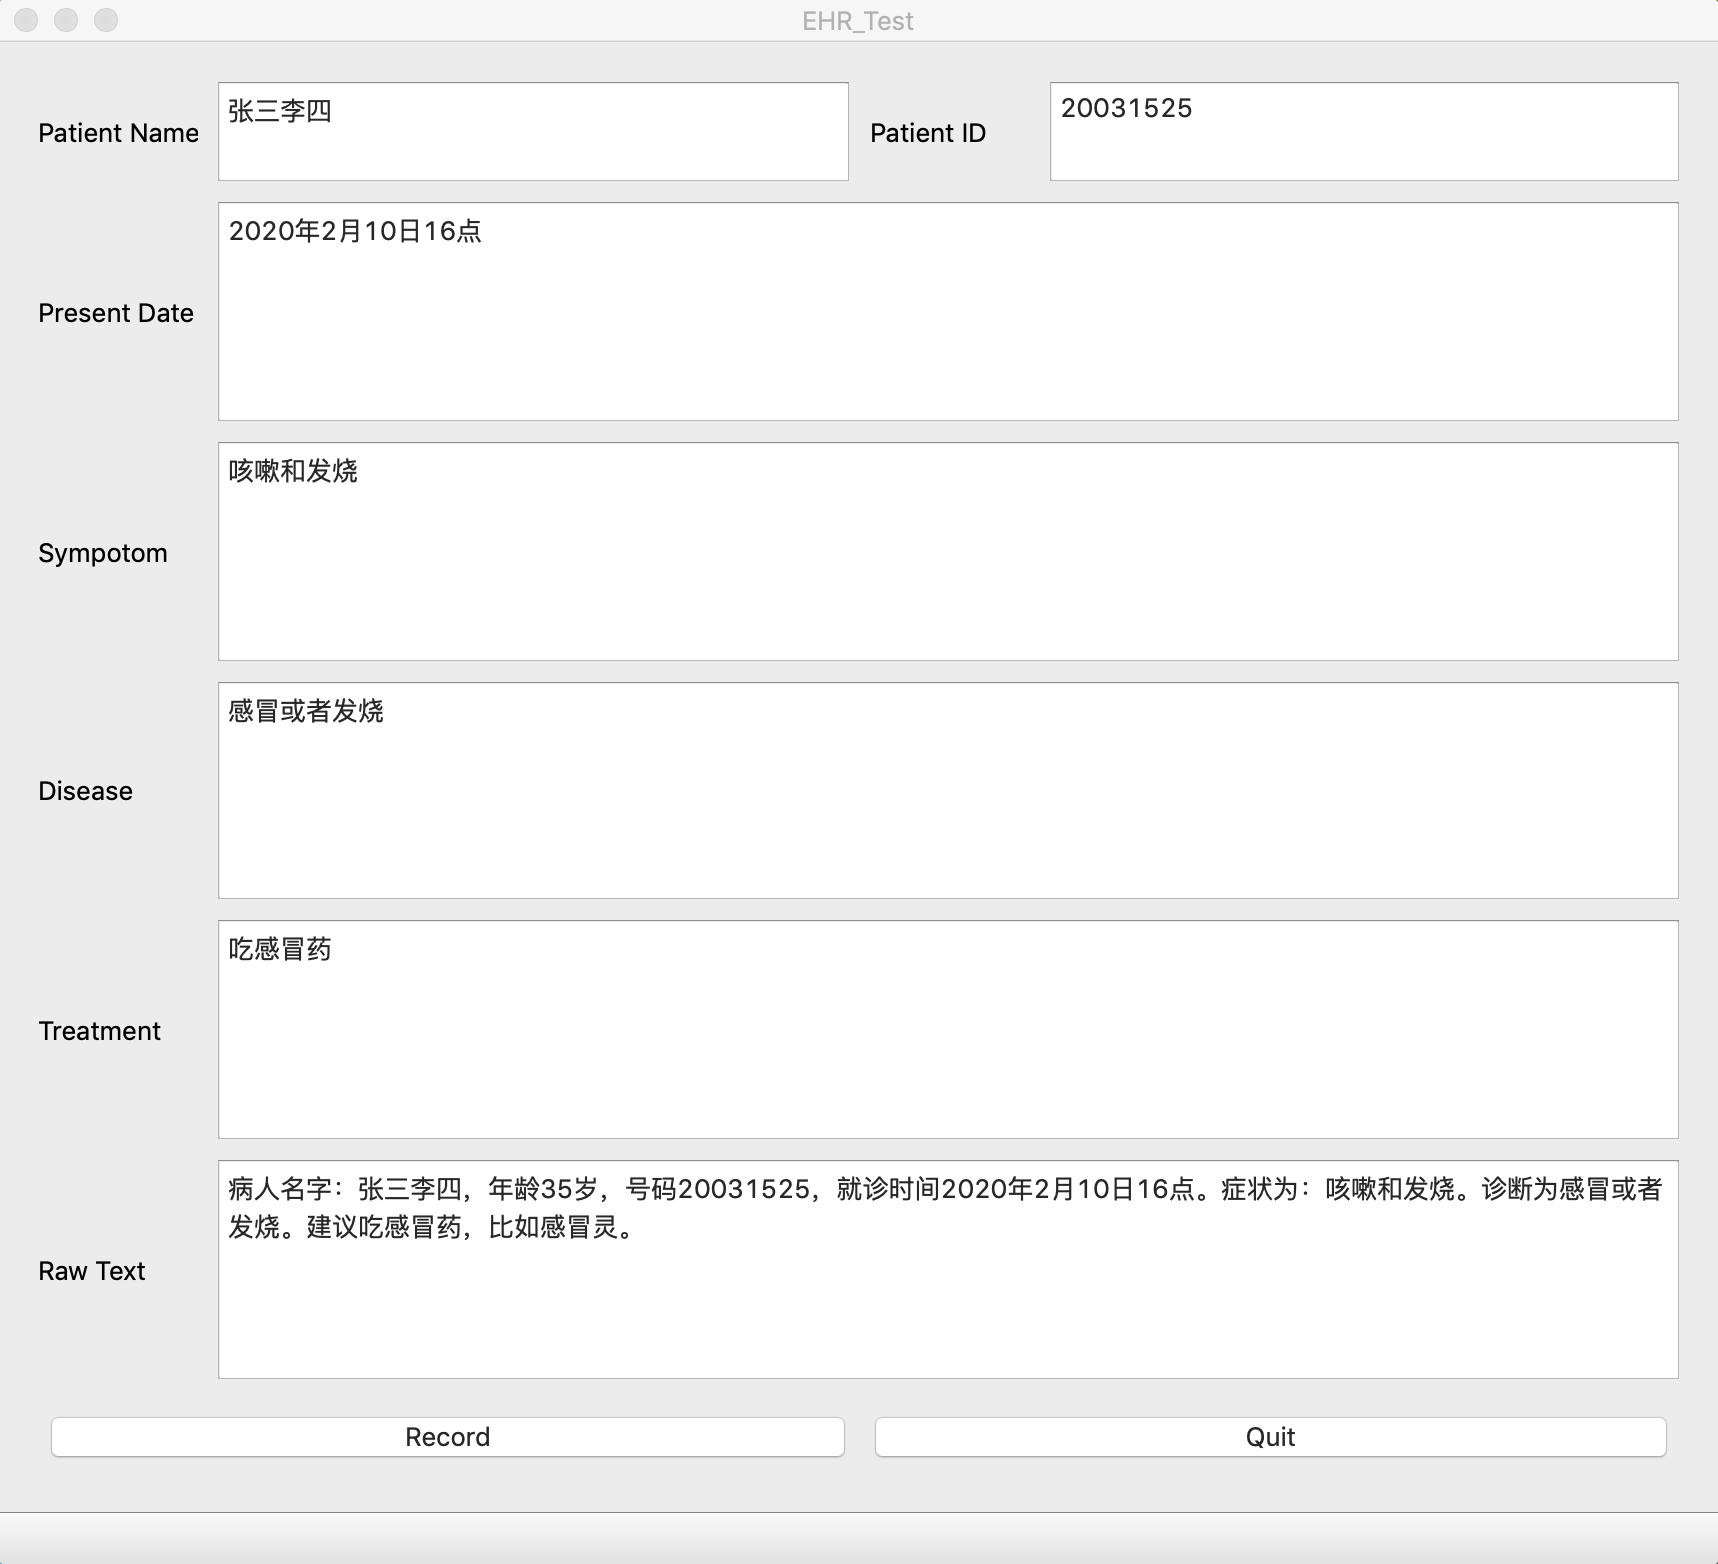 EHR_Test
Patient Name
张三李四
Patient ID
20031525
Present Date
2020年2月10日16点
Sympotom
咳嗽和发烧
Disease
感冒或者发烧
Treatment
吃感冒药
Raw Text
病人名字：张三李四，年龄35岁，号码20031525，就诊时间2020年2月10日16点。症状为：咳嗽和发烧。诊断为感冒或者
发烧。建议吃感冒药，比如感冒灵。
Record
Quit